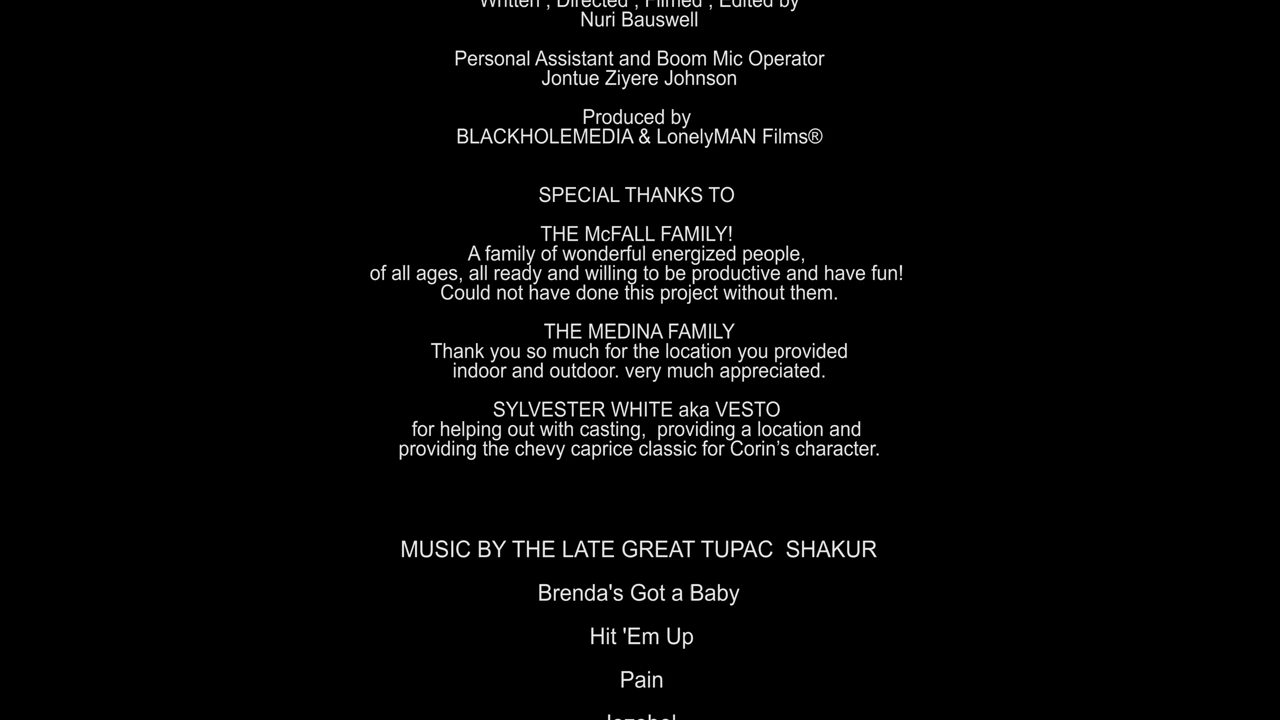 Written , Directed , Filmed , Edited by
Nuri Bauswell
Personal Assistant and Boom Mic Operator
Jontue Ziyere Johnson
Produced by
BLACKHOLEMEDIA & LonelyMAN Films®
SPECIAL THANKS TO
THE McFALL FAMILY!
A family of wonderful energized people,
of all ages, all ready and willing to be productive and have fun!
Could not have done this project without them.
THE MEDINA FAMILY
Thank you so much for the location you provided
indoor and outdoor. very much appreciated.
SYLVESTER WHITE aka VESTO
for helping out with casting,  providing a location and
providing the chevy caprice classic for Corin’s character.
MUSIC BY THE LATE GREAT TUPAC  SHAKUR
Brenda's Got a Baby
Hit 'Em Up
Pain